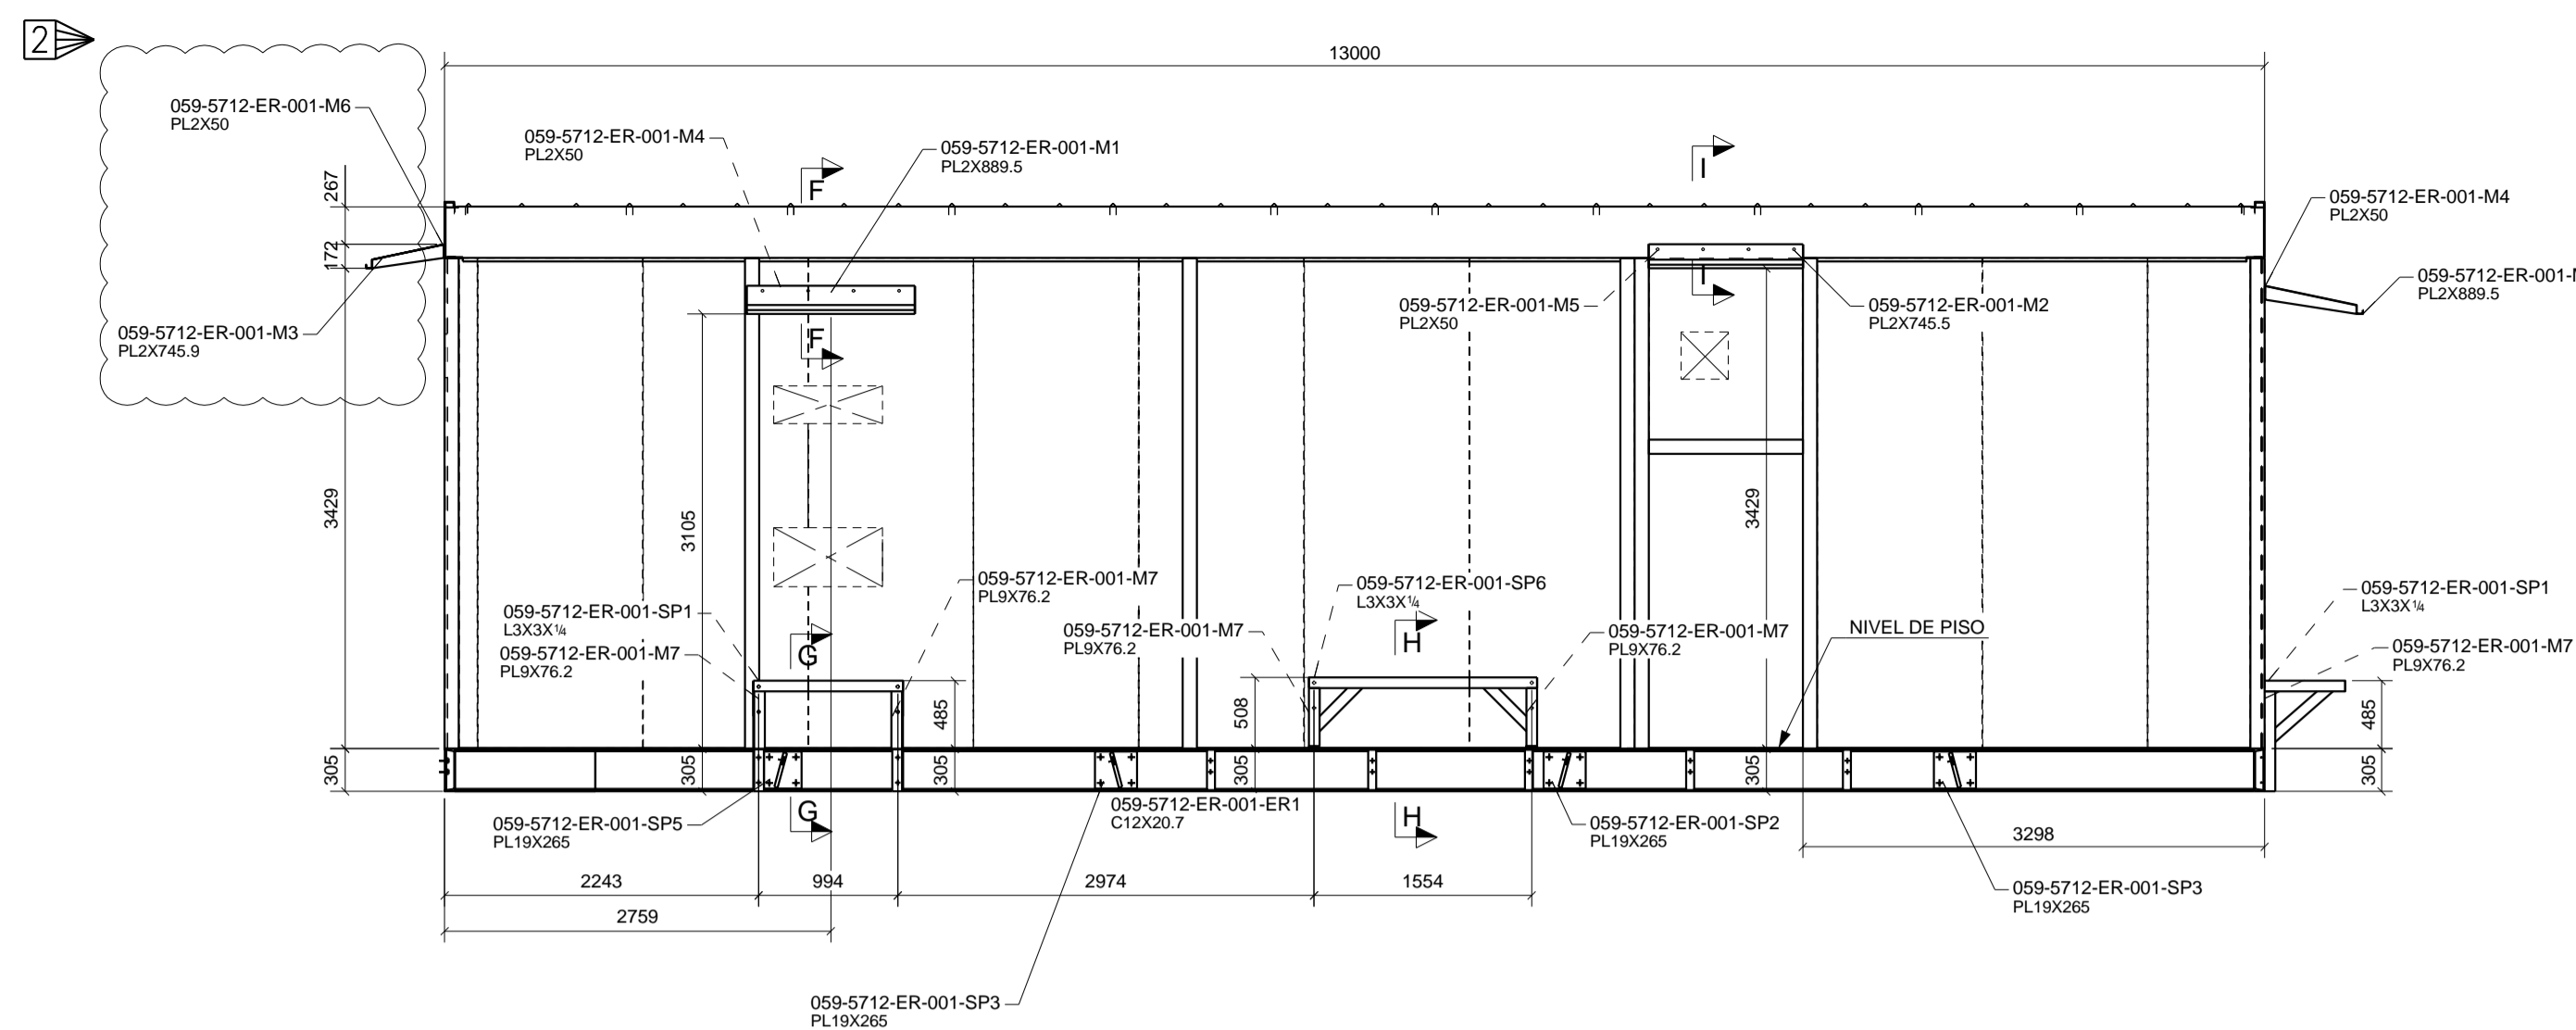 2
13000
059-5712-ER-001-M6
PL2X50
059-5712-ER-001-M4
PL2X50
059-5712-ER-001-M1
PL2X889.5
F
I
267
059-5712-ER-001-M4
PL2X50
172
059-5712-ER-001-
PL2X889.5
I
059-5712-ER-001-M5
PL2X50
059-5712-ER-001-M2
PL2X745.5
059-5712-ER-001-M3
PL2X745.9
F
3429
3105
3429
059-5712-ER-001-M7
PL9X76.2
059-5712-ER-001-SP6
L3X3X¼
059-5712-ER-001-SP1
L3X3X¼
059-5712-ER-001-SP1
L3X3X¼
059-5712-ER-001-M7
PL9X76.2
059-5712-ER-001-M7
PL9X76.2
NIVEL DE PISO
H
059-5712-ER-001-M7
PL9X76.2
059-5712-ER-001-M7
PL9X76.2
G
485
508
485
305
305
305
305
305
305
059-5712-ER-001-ER1
C12X20.7
G
H
059-5712-ER-001-SP5
PL19X265
059-5712-ER-001-SP2
PL19X265
3298
2243
994
2974
1554
059-5712-ER-001-SP3
PL19X265
2759
059-5712-ER-001-SP3
PL19X265